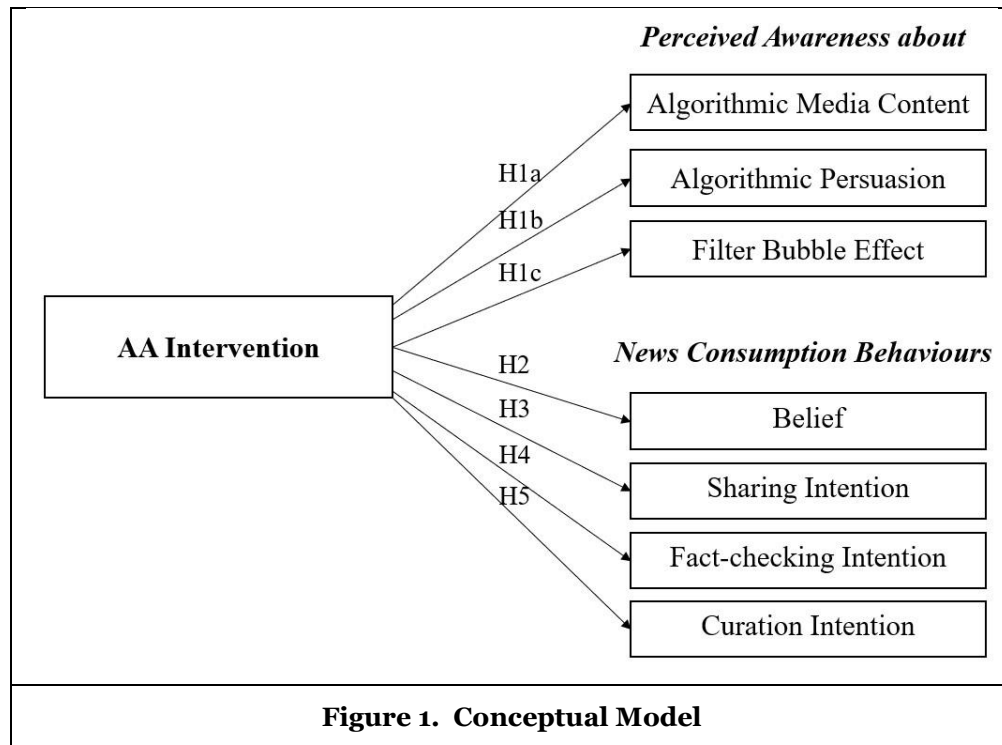 Perceived Awareness about
Algorithmic Media Content
H1a
Algorithmic Persuasion
H1b
Filter Bubble Effect
H1c
AA Intervention
News Consumption Behaviours
H2
Belief
H3
Sharing Intention
H4
Fact-checking Intention
H5
Curation Intention
Figure 1. Conceptual Model